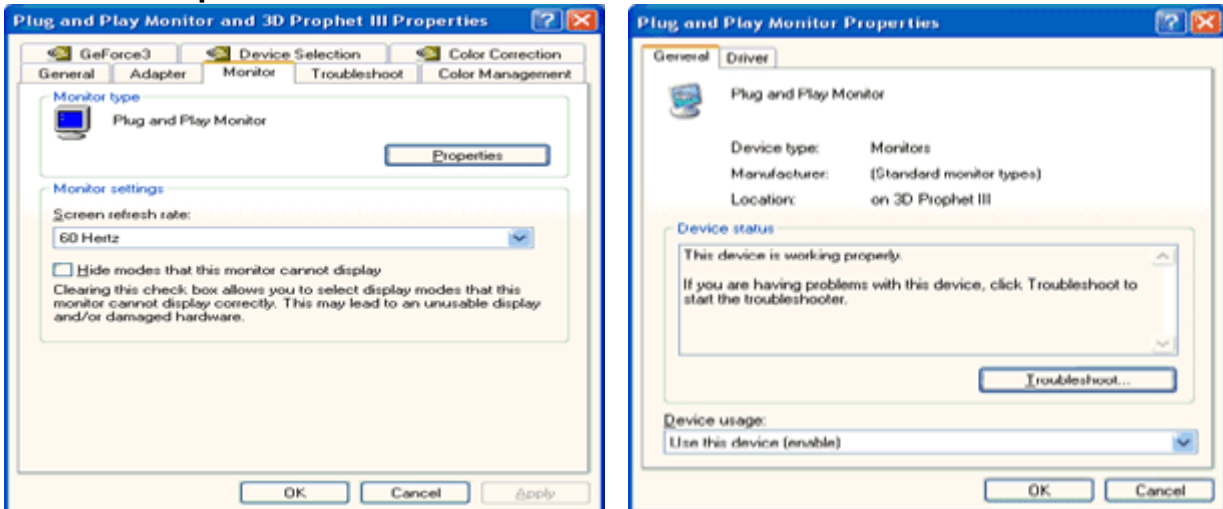 Plug and Play Monitor and 3D Prophet III Properties
GeForce3 Device Selection Color Correction
General Adapter Monitor Troubleshoot Color Management
Monitor type
Plug and Play Monitor
Properties
Monitor settings
Screen refresh rate:
60 Hertz
Hide modes that this monitor cannot display
Clearing this check box allows you to select display modes that this
monitor cannot display correctly. This may lead to an unusable display
and/or damaged hardware.
OK Cancel Apply
Plug and Play Monitor Properties
General Driver
Plug and Play Monitor
Device type: Monitors
Manufacturer: (Standard monitor types)
Location: on 3D Prophet III
Device status
This device is working properly.
If you are having problems with this device, click Troubleshoot to
start the troubleshooter.
Troubleshoot...
Device usage:
Use this device (enable)
OK Cancel